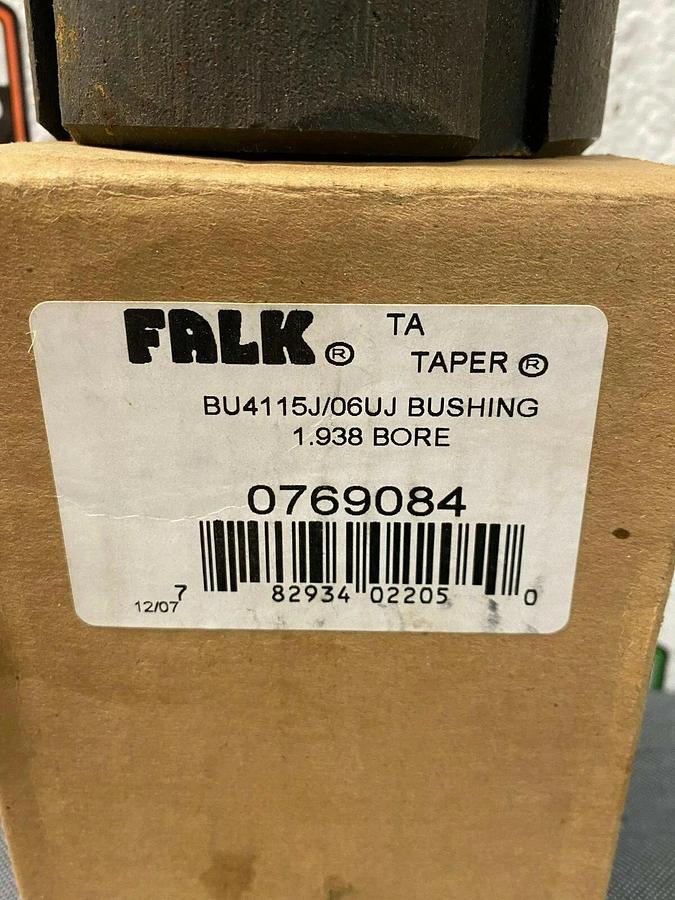 FALK® TA
TAPER®
BU4115J/06UJ BUSHING
1.938 BORE
0769084
7 82934 02205 0
12/07